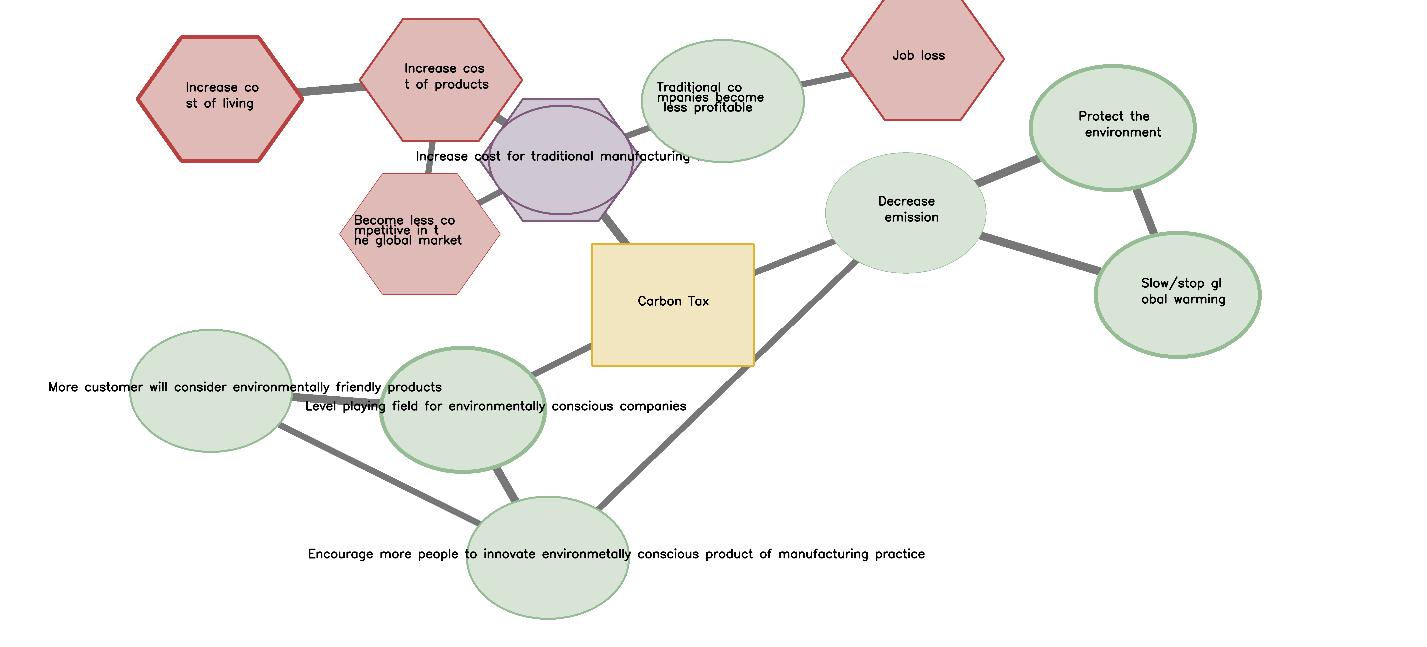 Increase co
st of living
Increase cos
t of products
Traditional co
mpanies become
less profitable
Job loss
Protect the
environment
Increase cost for traditional manufacturing
Become less co
mpetitive in t
he global market
Decrease
emission
Slow/stop gl
obal warming
Carbon Tax
More customer will consider environmentally friendly products
Level playing field for environmentally conscious companies
Encourage more people to innovate environmetally conscious product of manufacturing practice